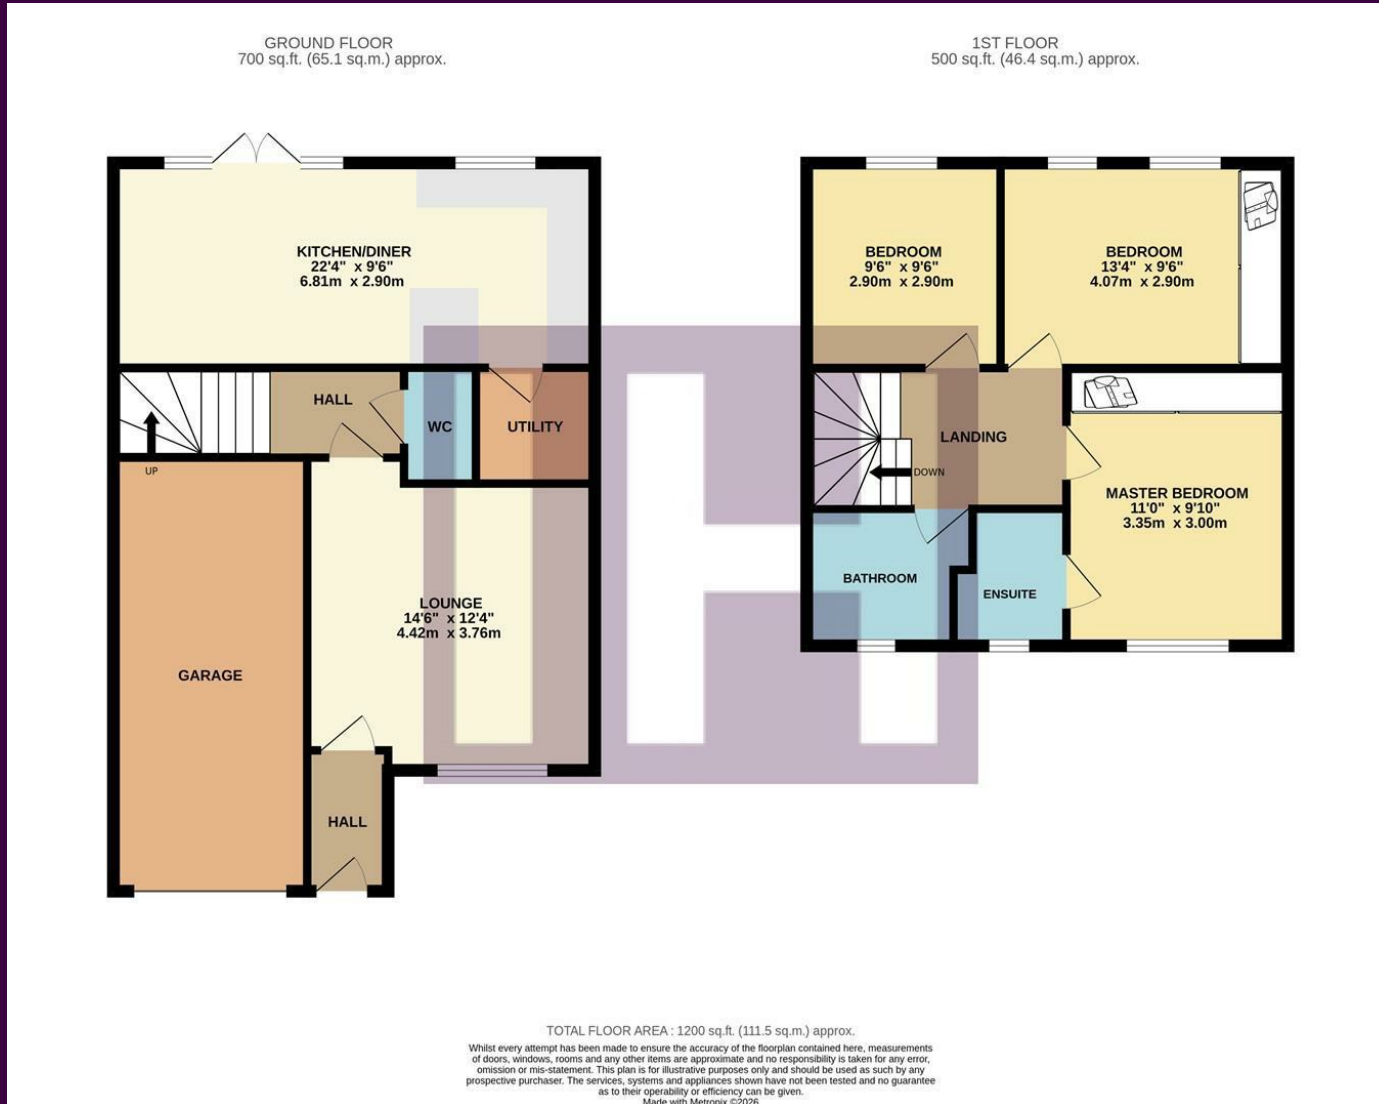 GROUND FLOOR
700 sq.ft. (65.1 sq.m.) approx.
KITCHEN/DINER
22'4" x 9'6"
6.81m x 2.90m
HALL
WC
UTILITY
UP
LOUNGE
14'6" x 12'4"
4.42m x 3.76m
GARAGE
HALL
1ST FLOOR
500 sq.ft. (46.4 sq.m.) approx.
BEDROOM
9'6" x 9'6"
2.90m x 2.90m
BEDROOM
13'4" x 9'6"
4.07m x 2.90m
LANDING
DOWN
MASTER BEDROOM
11'0" x 9'10"
3.35m x 3.00m
BATHROOM
ENSUITE
TOTAL FLOOR AREA : 1200 sq.ft. (111.5 sq.m.) approx.
Whilst every attempt has been made to ensure the accuracy of the floorplan contained here, measurements
of doors, windows, rooms and any other items are approximate and no responsibility is taken for any error,
omission or mis-statement. This plan is for illustrative purposes only and should be used as such by any
prospective purchaser. The services, systems and appliances shown have not been tested and no guarantee
as to their operability or efficiency can be given.
Made with Metropix ©2026